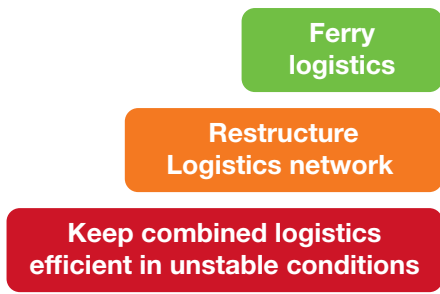 Ferry
logistics
Restructure
Logistics network
Keep combined logistics
efficient in unstable conditions